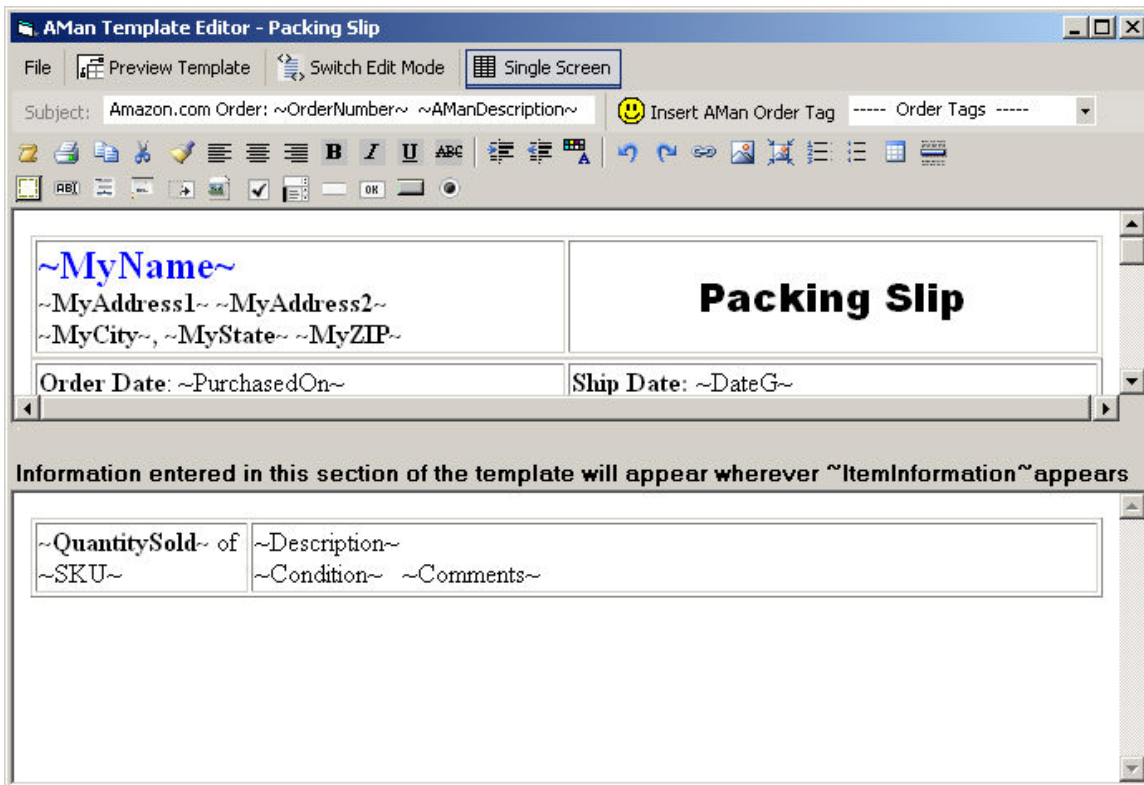 AMan Template Editor - Packing Slip
File Preview Template Switch Edit Mode Single Screen
Subject: Amazon.com Order: ~OrderNumber~ ~AManDescription~ Insert AMan Order Tag ----- Order Tags -----
B I U ABC A
ABI OK
~MyName~
~MyAddress1~ ~MyAddress2~
~MyCity~, ~MyState~ ~MyZIP~
Packing Slip
Order Date: ~PurchasedOn~ Ship Date: ~DateG~
Information entered in this section of the template will appear wherever ~ItemInformation~appears
~QuantitySold~ of
~SKU~
~Description~
~Condition~ ~Comments~